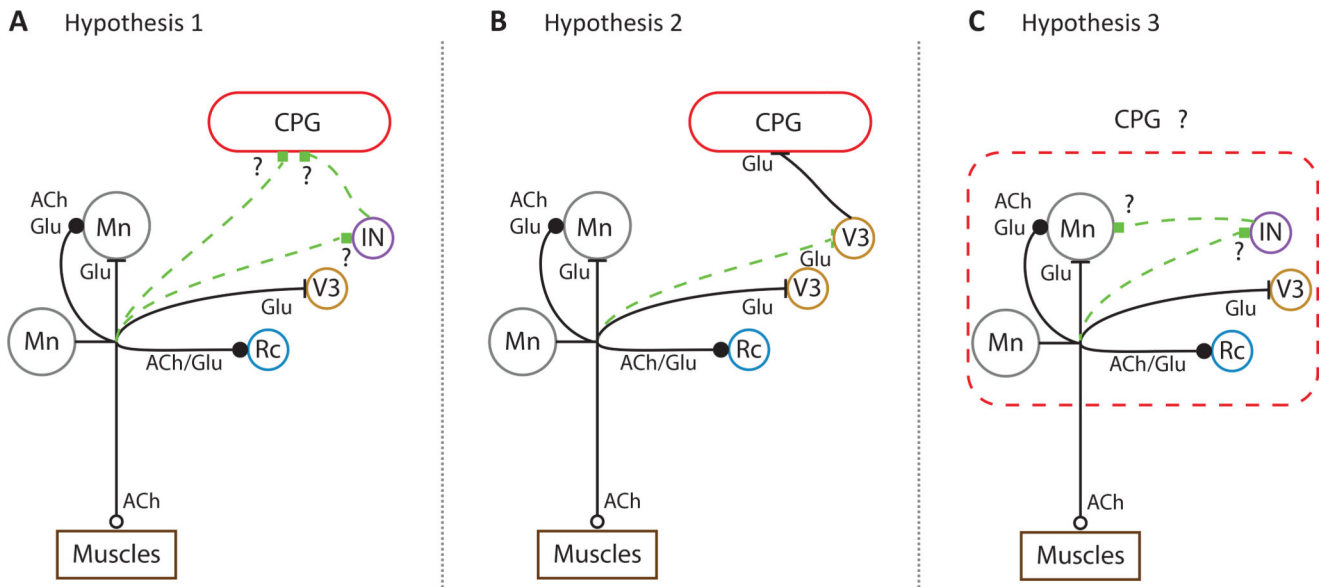 A Hypothesis 1
CPG
?
?
ACh
Glu
Mn
IN
?
Glu
V3
Glu
Mn
Rc
ACh/Glu
ACh
Muscles
B Hypothesis 2
CPG
Glu
ACh
Glu
Mn
V3
Glu
Glu
V3
Glu
Mn
Rc
ACh/Glu
ACh
Muscles
C Hypothesis 3
CPG ?
ACh
Glu
Mn
?
IN
?
Glu
V3
Glu
Mn
Rc
ACh/Glu
ACh
Muscles